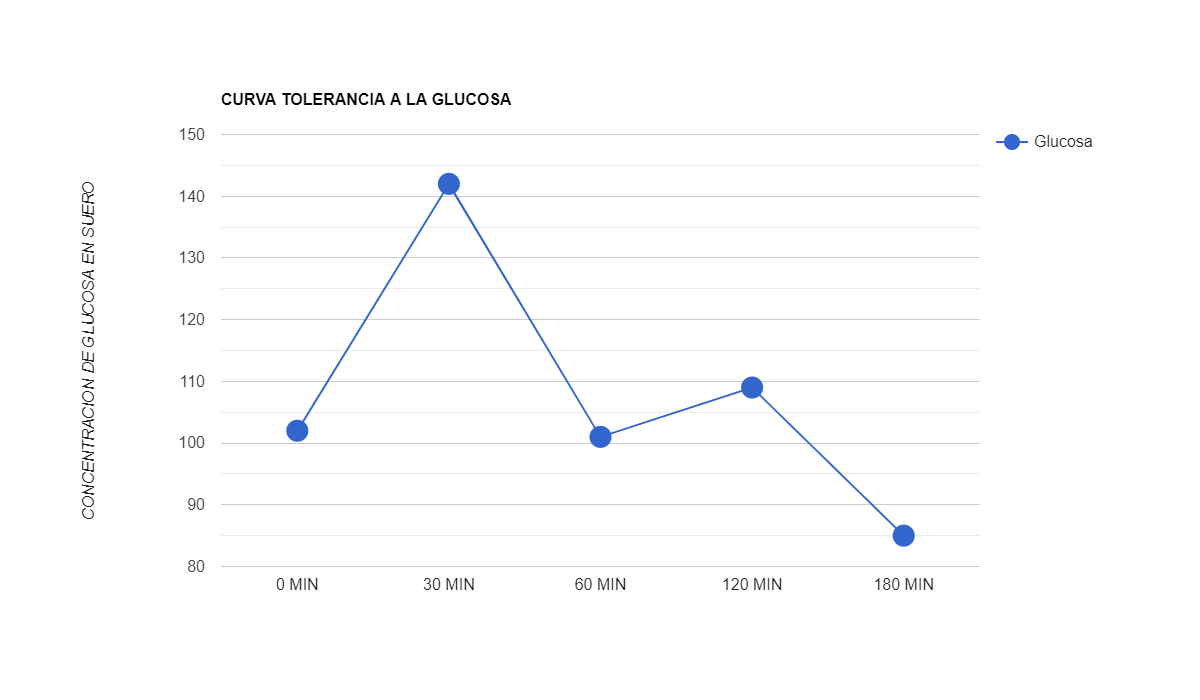 CURVA TOLERANCIA A LA GLUCOSA
Glucosa
CONCENTRACION DE GLUCOSA EN SUERO
150
140
130
120
110
100
90
80
0 MIN
30 MIN
60 MIN
120 MIN
180 MIN